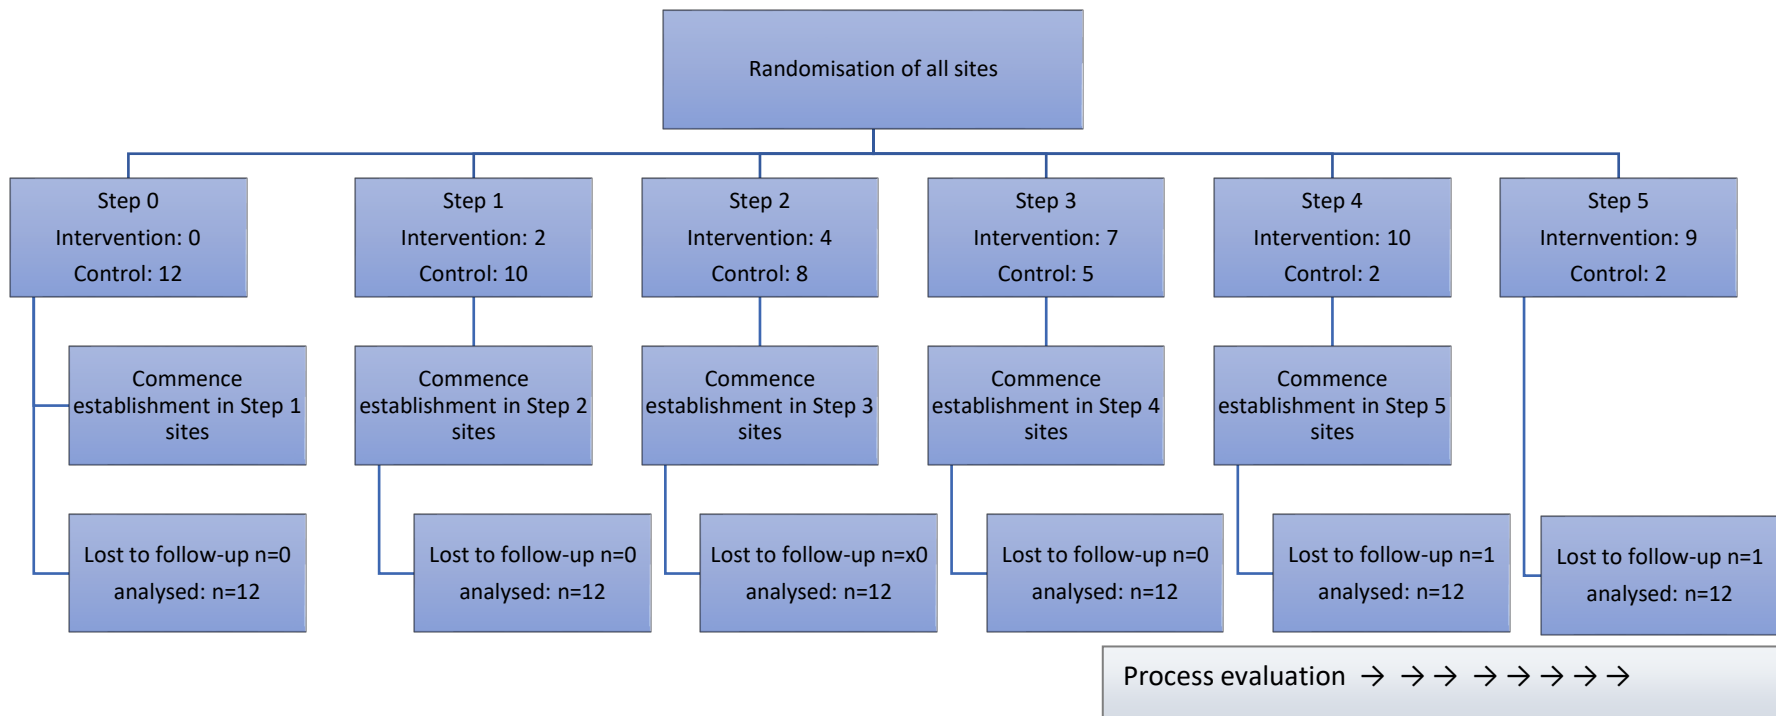 Randomisation of all sites
Step 0
Intervention: 0
Control: 12
Step 1
Intervention: 2
Control: 10
Step 2
Intervention: 4
Control: 8
Step 3
Intervention: 7
Control: 5
Step 4
Intervention: 10
Control: 2
Step 5
Internvention: 9
Control: 2
Commence
establishment in Step 1
sites
Commence
establishment in Step 2
sites
Commence
establishment in Step 3
sites
Commence
establishment in Step 4
sites
Commence
establishment in Step 5
sites
Lost to follow-up n=0
analysed: n=12
Lost to follow-up n=0
analysed: n=12
Lost to follow-up n=x0
analysed: n=12
Lost to follow-up n=0
analysed: n=12
Lost to follow-up n=1
analysed: n=12
Lost to follow-up n=1
analysed: n=12
Process evaluation → → → → → → → →